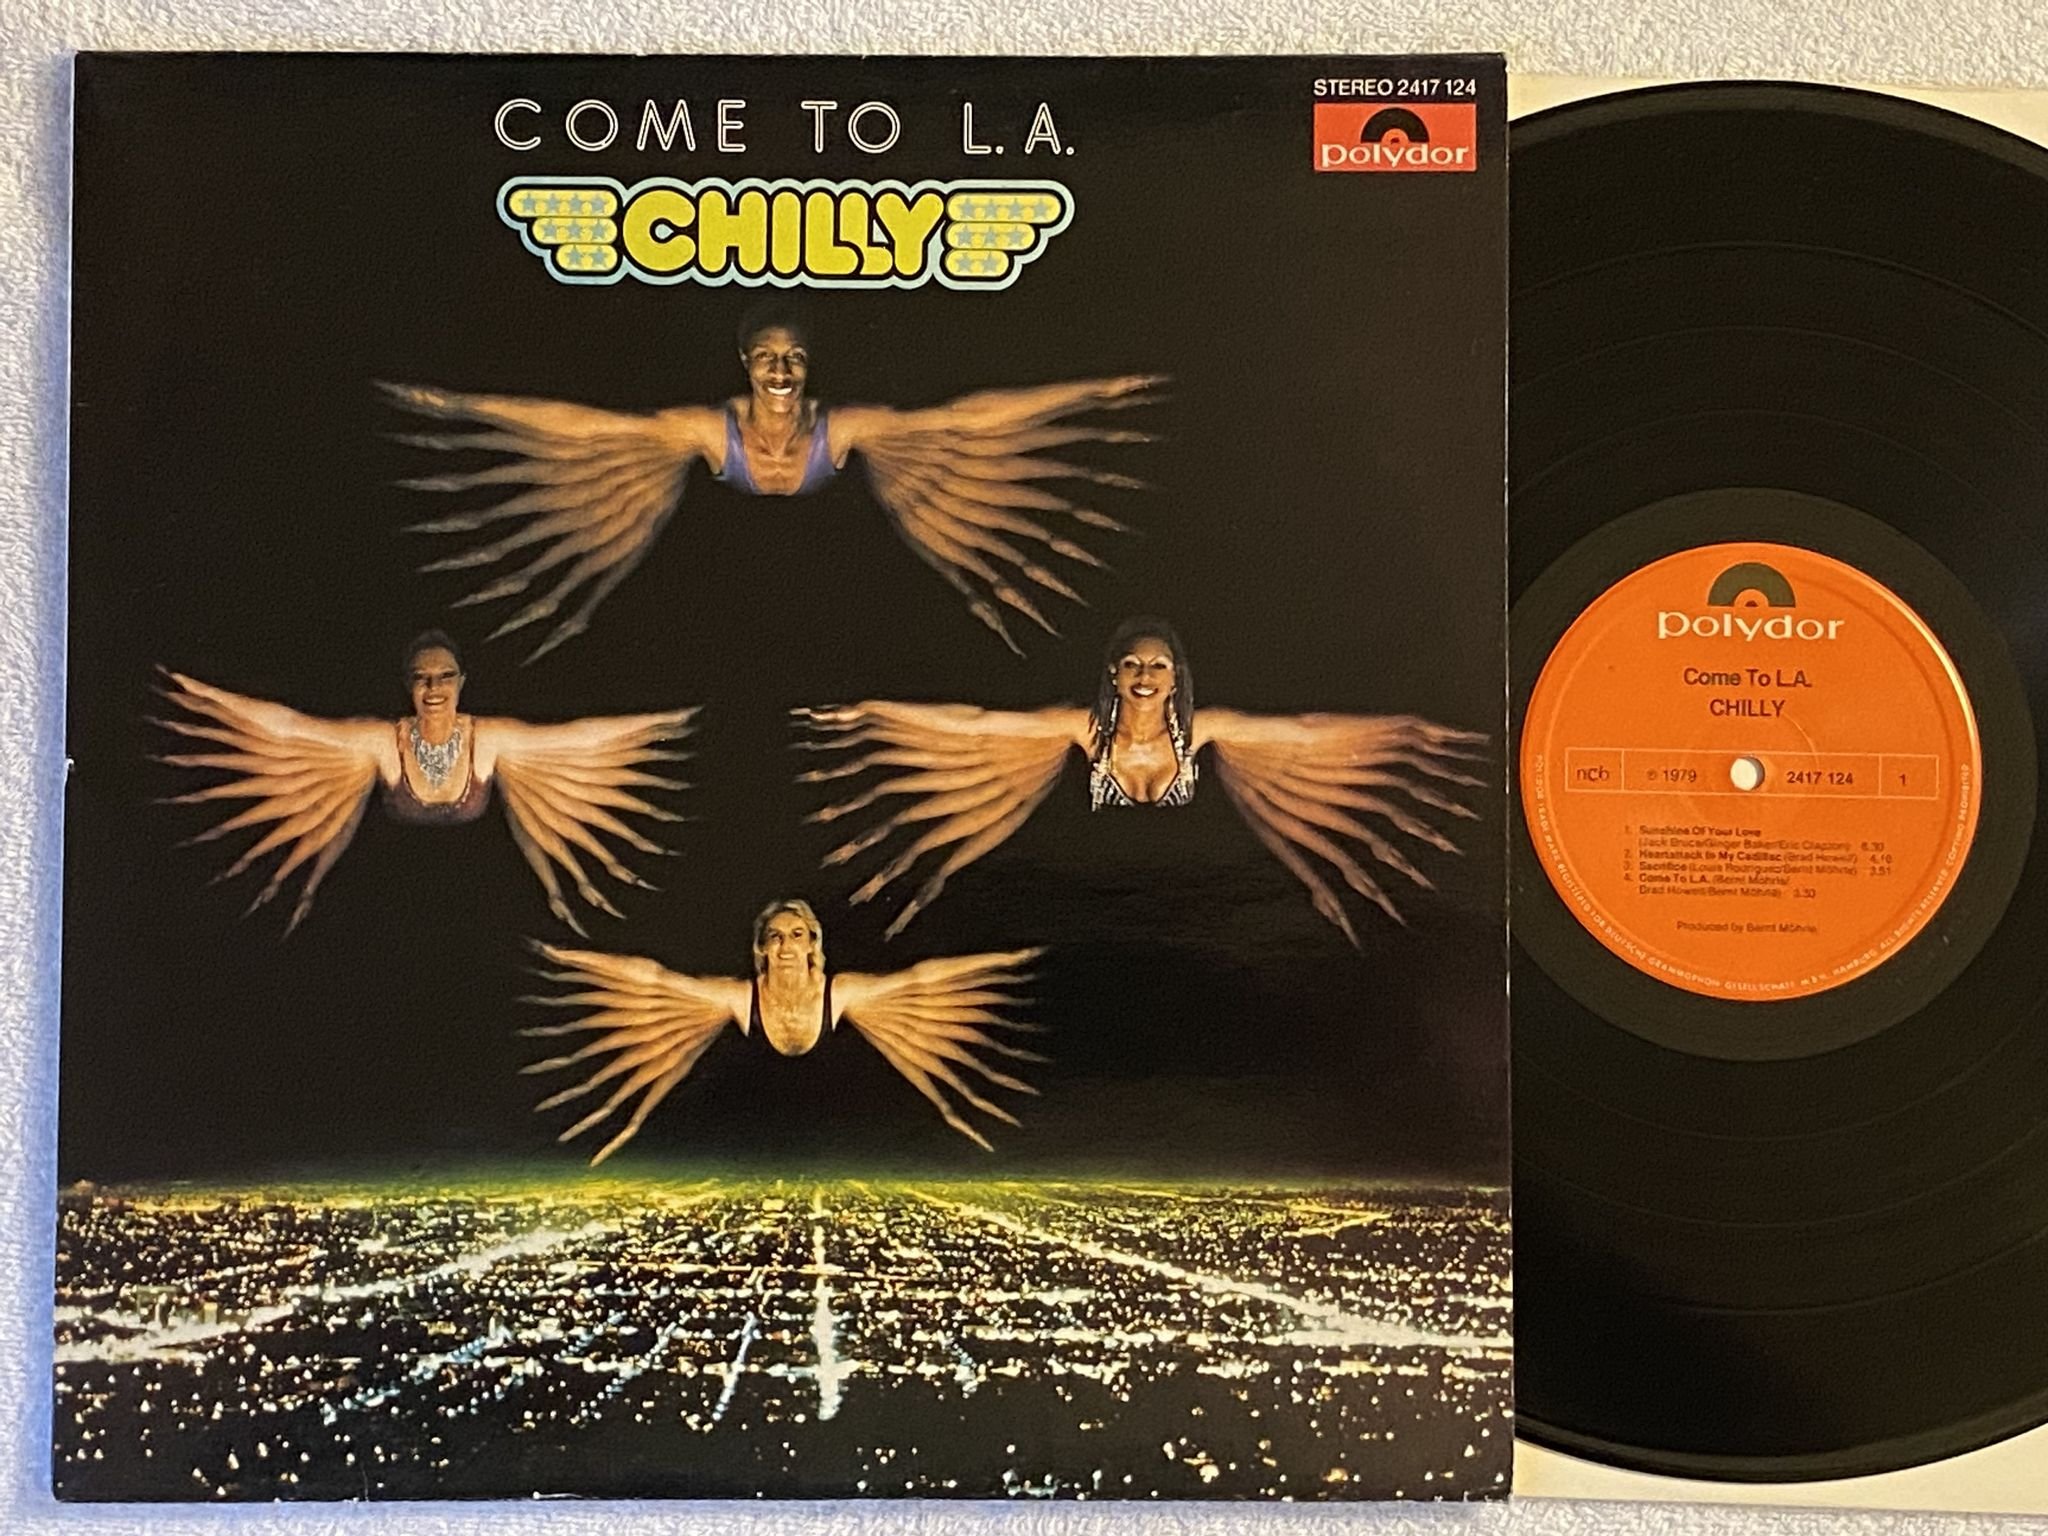 COME TO L.A.
STEREO 2417 124
polydor
CHILLY
polydor
Come To L.A.
CHILLY
ncb
℗ 1979
2417 124
1
1. Sunshine Of Your Love
(Jack Bruce/Ginger Baker/Eric Clapton) 6.30
2. Heartattack In My Cadillac (Brad Howell) 4.10
3. Sacrifice (Louis Rodriguez/Bernt Möhrle) 3.51
4. Come To L.A. (Bernt Möhrle/
Brad Howell/Bernt Möhrle) 3.30
Produced by Bernt Möhrle